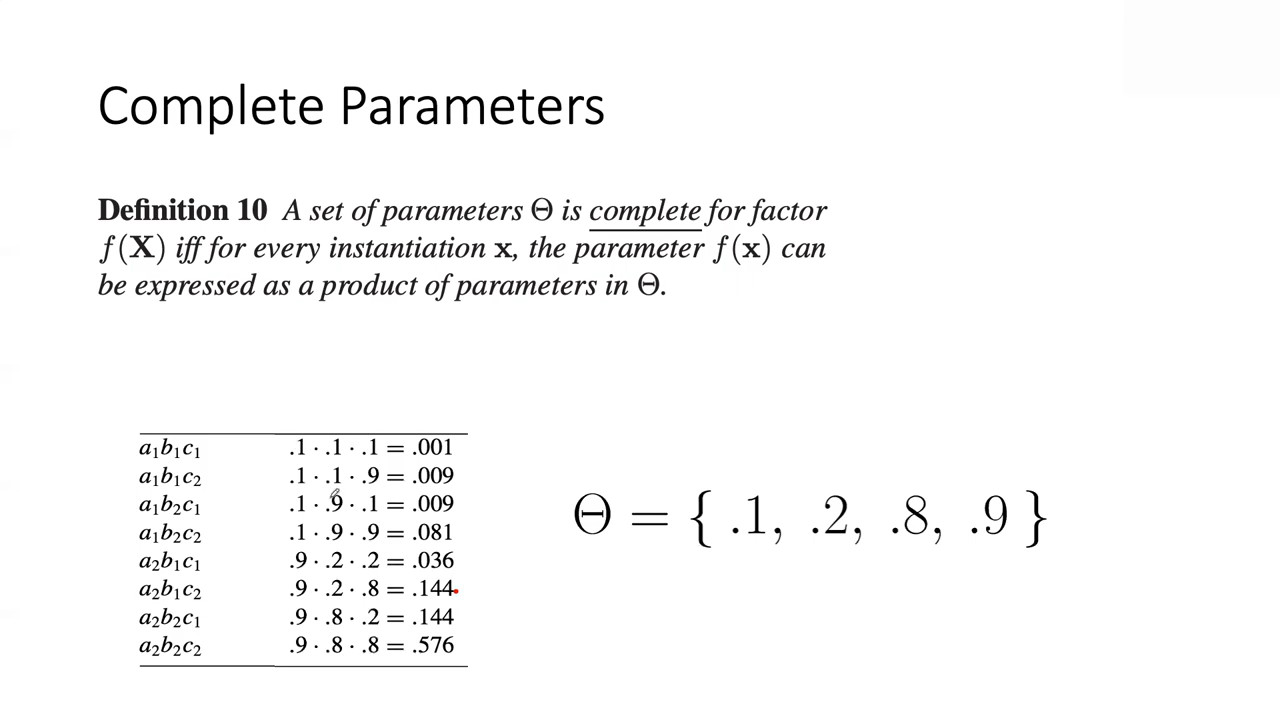 Complete Parameters
Definition 10 A set of parameters Θ is complete for factor
f(X) iff for every instantiation x, the parameter f(x) can
be expressed as a product of parameters in Θ.
a₁b₁c₁ .1 · .1 · .1 = .001
a₁b₁c₂ .1 · .1 · .9 = .009
a₁b₂c₁ .1 · .9 · .1 = .009
a₁b₂c₂ .1 · .9 · .9 = .081
a₂b₁c₁ .9 · .2 · .2 = .036
a₂b₁c₂ .9 · .2 · .8 = .144
a₂b₂c₁ .9 · .8 · .2 = .144
a₂b₂c₂ .9 · .8 · .8 = .576
Θ = { .1, .2, .8, .9 }